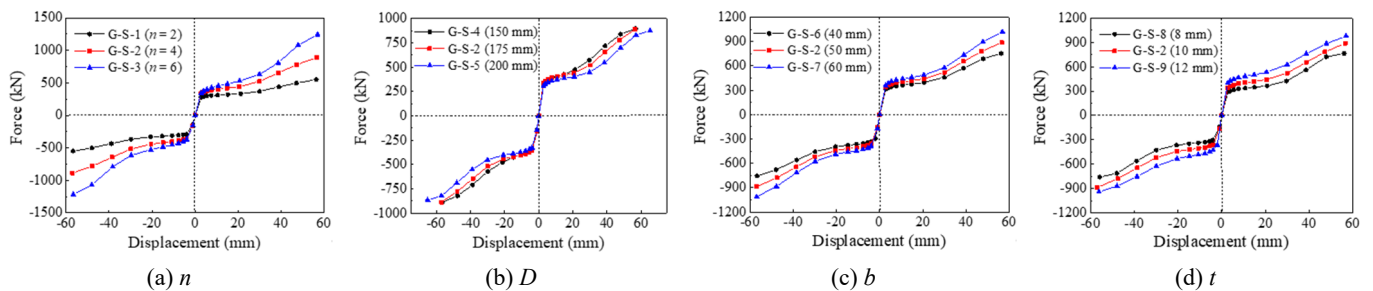 Force (kN)
1500
1000
500
0
-500
-1000
1500
G-S-1 (n = 2)
G-S-2 (n = 4)
G-S-3 (n = 6)
-60 -40 -20 0 20 40 60
Displacement (mm)
(a) n
Force (kN)
1000
750
500
250
0.000
-250
-500
-750
1000
G-S-4 (150 mm)
G-S-2 (175 mm)
G-S-5 (200 mm)
-60 -40 -20 0 20 40 60
Displacement (mm)
(b) D
Force (kN)
1200
900
600
300
0
-300
-600
-900
1200
G-S-6 (40 mm)
G-S-2 (50 mm)
G-S-7 (60 mm)
-60 -40 -20 0 20 40 60
Displacement (mm)
(c) b
Force (kN)
1200
900
600
300
0
-300
-600
-900
1200
G-S-8 (8 mm)
G-S-2 (10 mm)
G-S-9 (12 mm)
-60 -40 -20 0 20 40 60
Displacement (mm)
(d) t